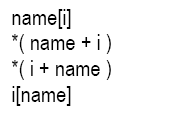 name[i]
*( name + i )
*( i + name )
i[name]